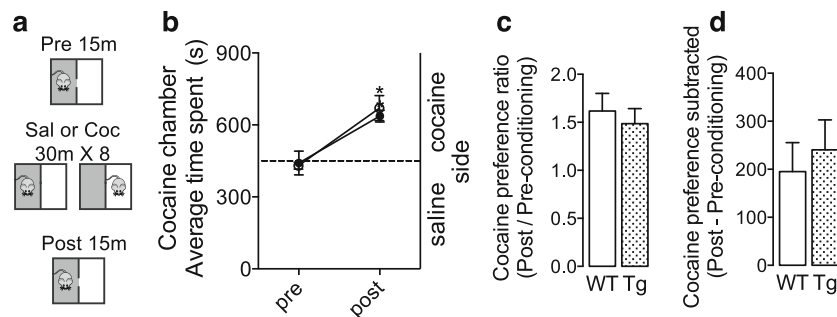 a
Pre 15m
Sal or Coc
30m X 8
Post 15m
b
Cocaine chamber
Average time spent (s)
900
600
300
0
*
pre
post
saline cocaine
side
c
Cocaine preference ratio
(Post / Pre-conditioning)
2.0
1.5
1.0
0.5
0.0
WT Tg
d
Cocaine preference subtracted
(Post - Pre-conditioning)
400
300
200
100
0
WT Tg